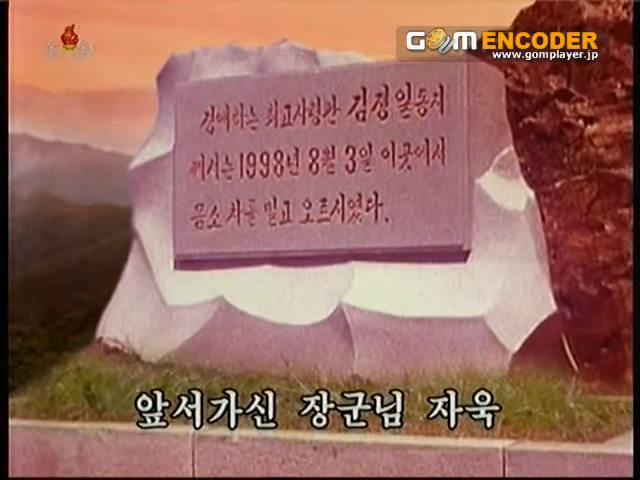 GOM ENCODER
www.gomplayer.jp
경애하는 최고사령관 김정일동지
께서는 1998년 8월 3일 이곳에서
몸소 차를 밀고 오르시였다.
앞서가신 장군님 자욱